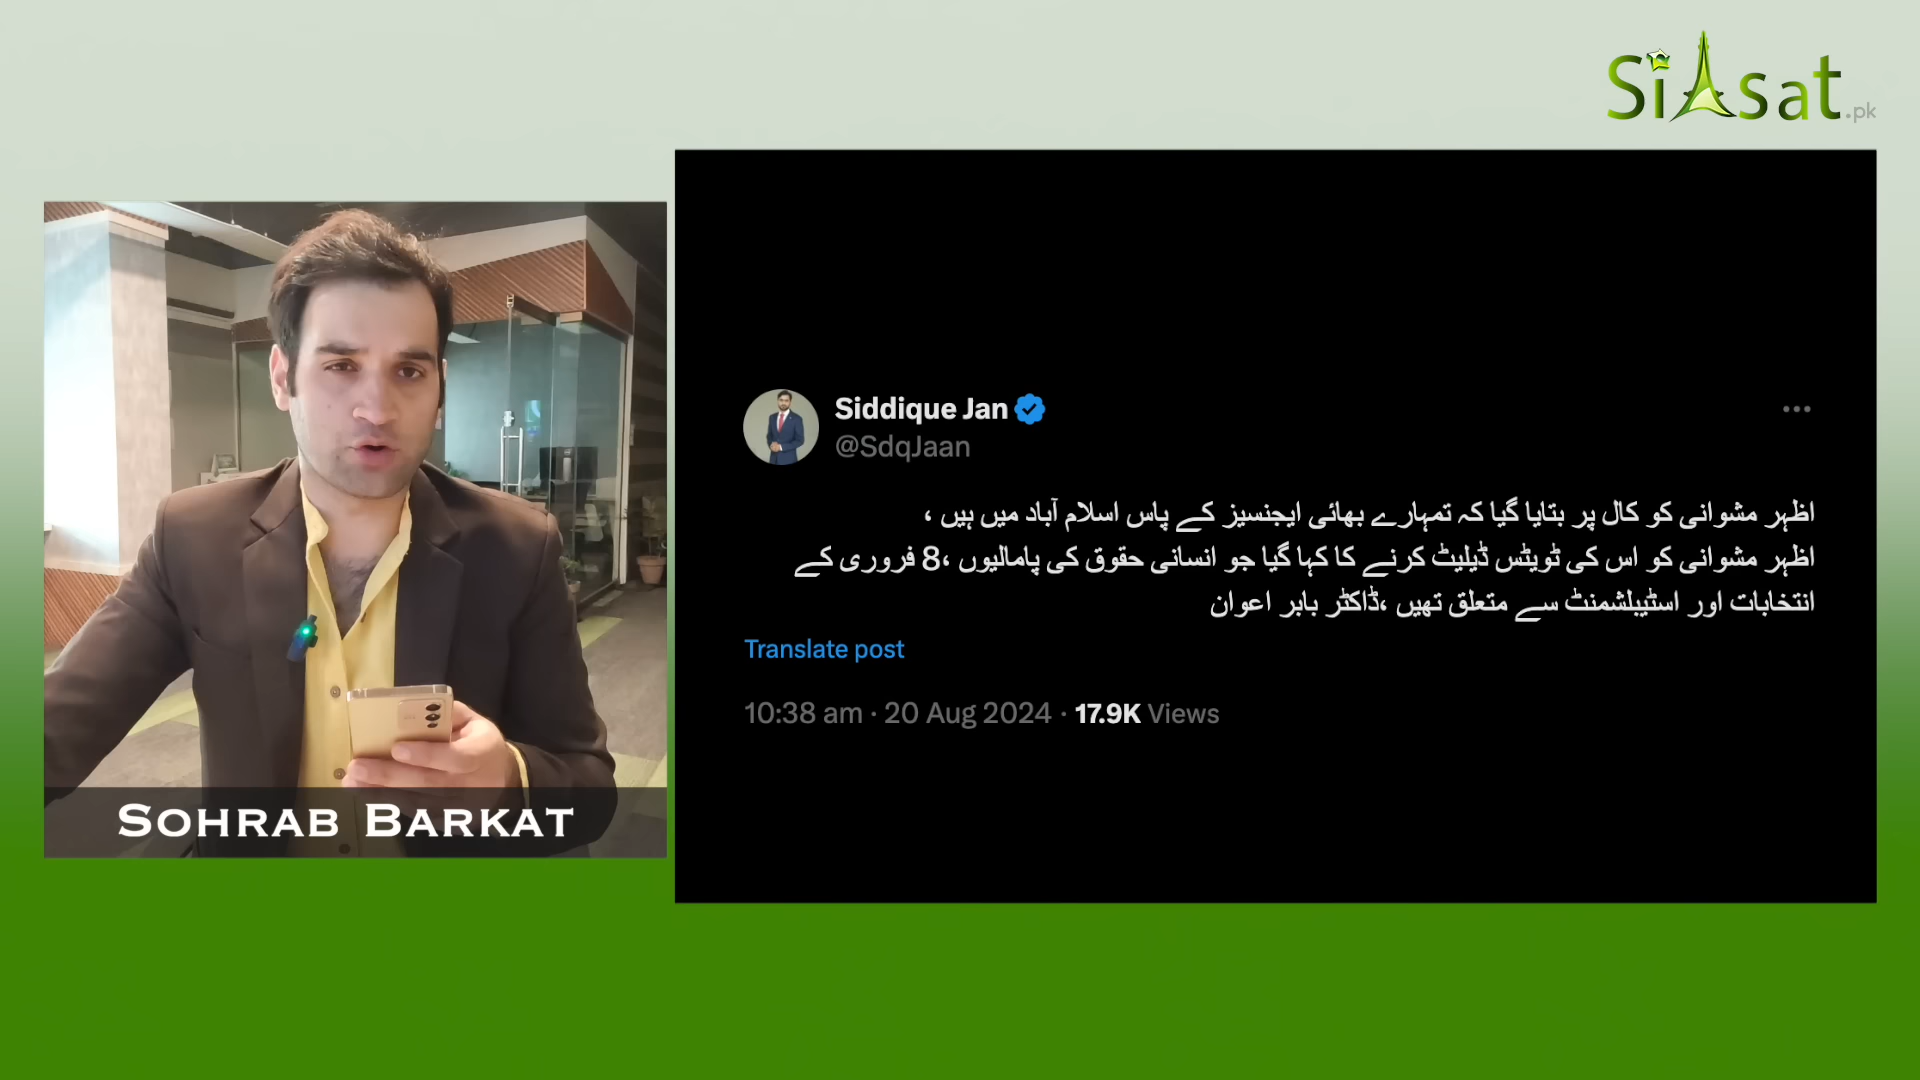 SiAsat.pk
Siddique Jan
@SdqJaan
اظہر مشوانی کو کال پر بتایا گیا کہ تمہارے بھائی ایجنسیز کے پاس اسلام آباد میں ہیں ،
اظہر مشوانی کو اس کی ٹویٹس ڈیلیٹ کرنے کا کہا گیا جو انسانی حقوق کی پامالیوں ،8 فروری کے
انتخابات اور اسٹیبلشمنٹ سے متعلق تھیں ،ڈاکٹر بابر اعوان
Translate post
10:38 am · 20 Aug 2024 · 17.9K Views
SOHRAB BARKAT